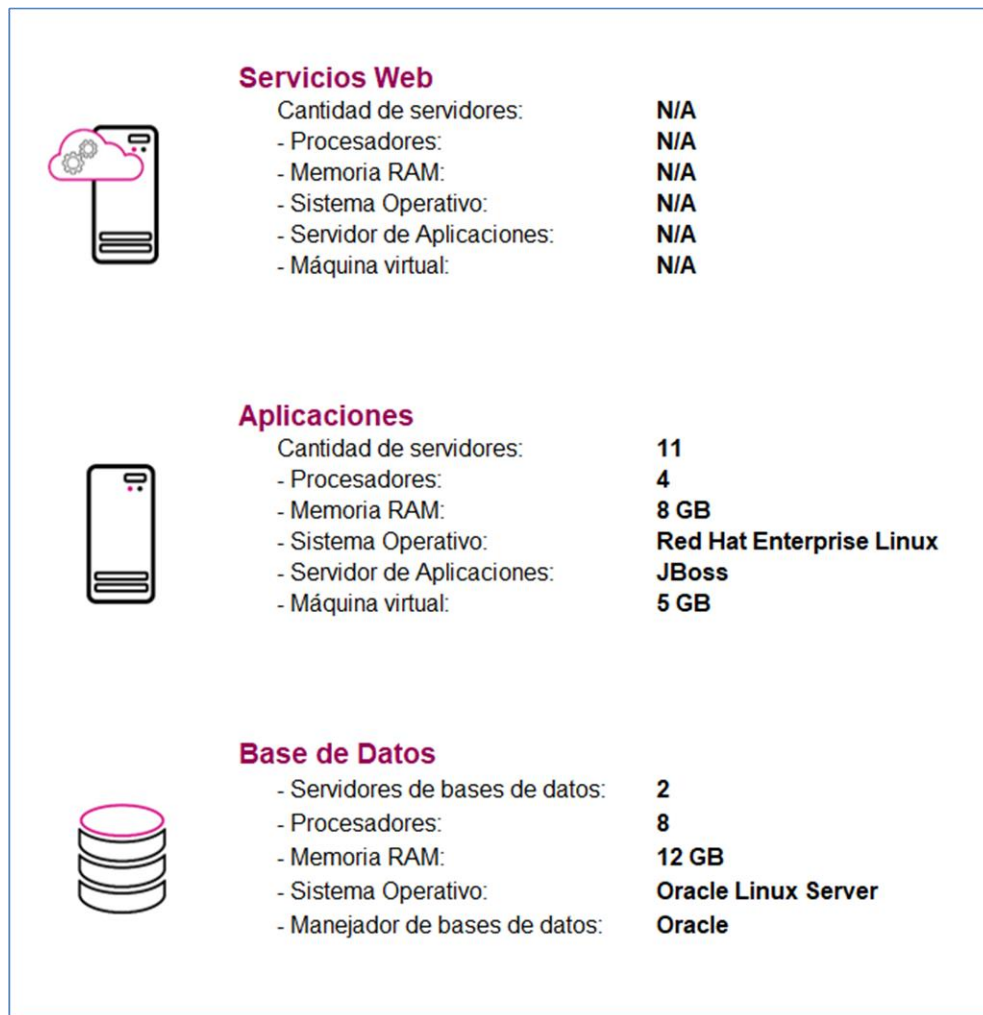 Servicios Web
Cantidad de servidores: N/A
- Procesadores: N/A
- Memoria RAM: N/A
- Sistema Operativo: N/A
- Servidor de Aplicaciones: N/A
- Máquina virtual: N/A
Aplicaciones
Cantidad de servidores: 11
- Procesadores: 4
- Memoria RAM: 8 GB
- Sistema Operativo: Red Hat Enterprise Linux
- Servidor de Aplicaciones: JBoss
- Máquina virtual: 5 GB
Base de Datos
- Servidores de bases de datos: 2
- Procesadores: 8
- Memoria RAM: 12 GB
- Sistema Operativo: Oracle Linux Server
- Manejador de bases de datos: Oracle